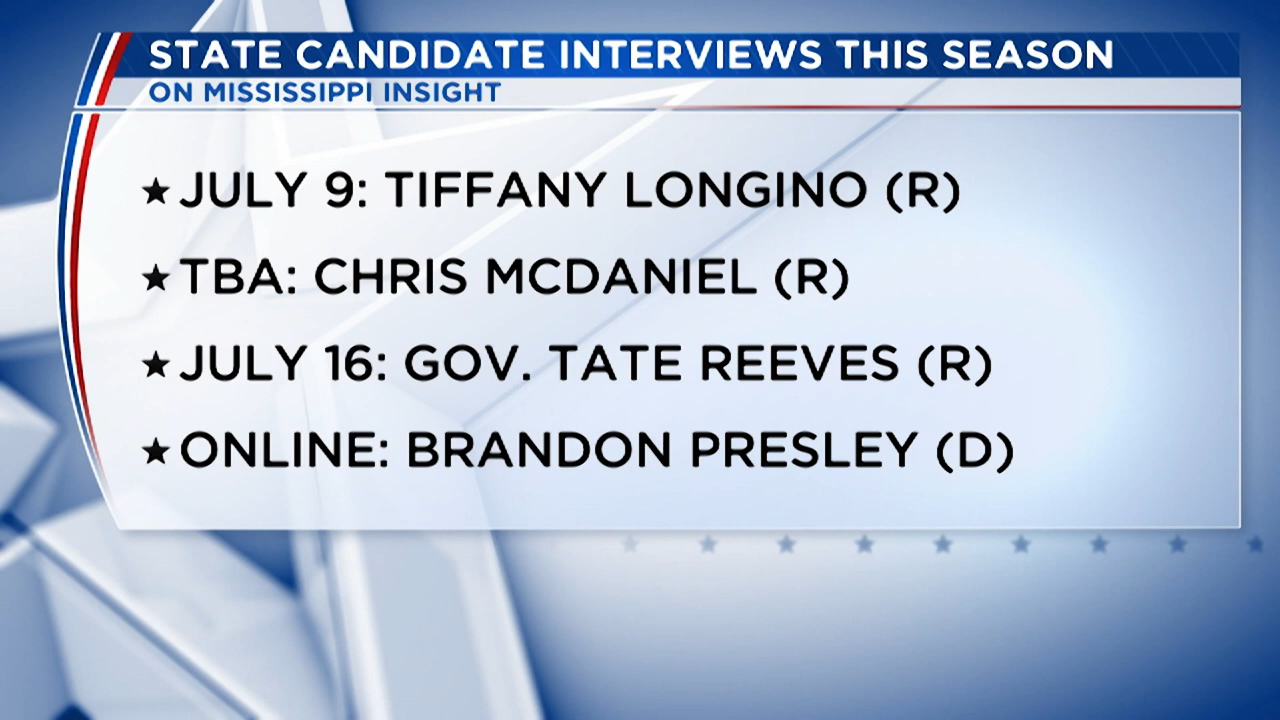 STATE CANDIDATE INTERVIEWS THIS SEASON
ON MISSISSIPPI INSIGHT
★ JULY 9: TIFFANY LONGINO (R)
★ TBA: CHRIS MCDANIEL (R)
★ JULY 16: GOV. TATE REEVES (R)
★ ONLINE: BRANDON PRESLEY (D)